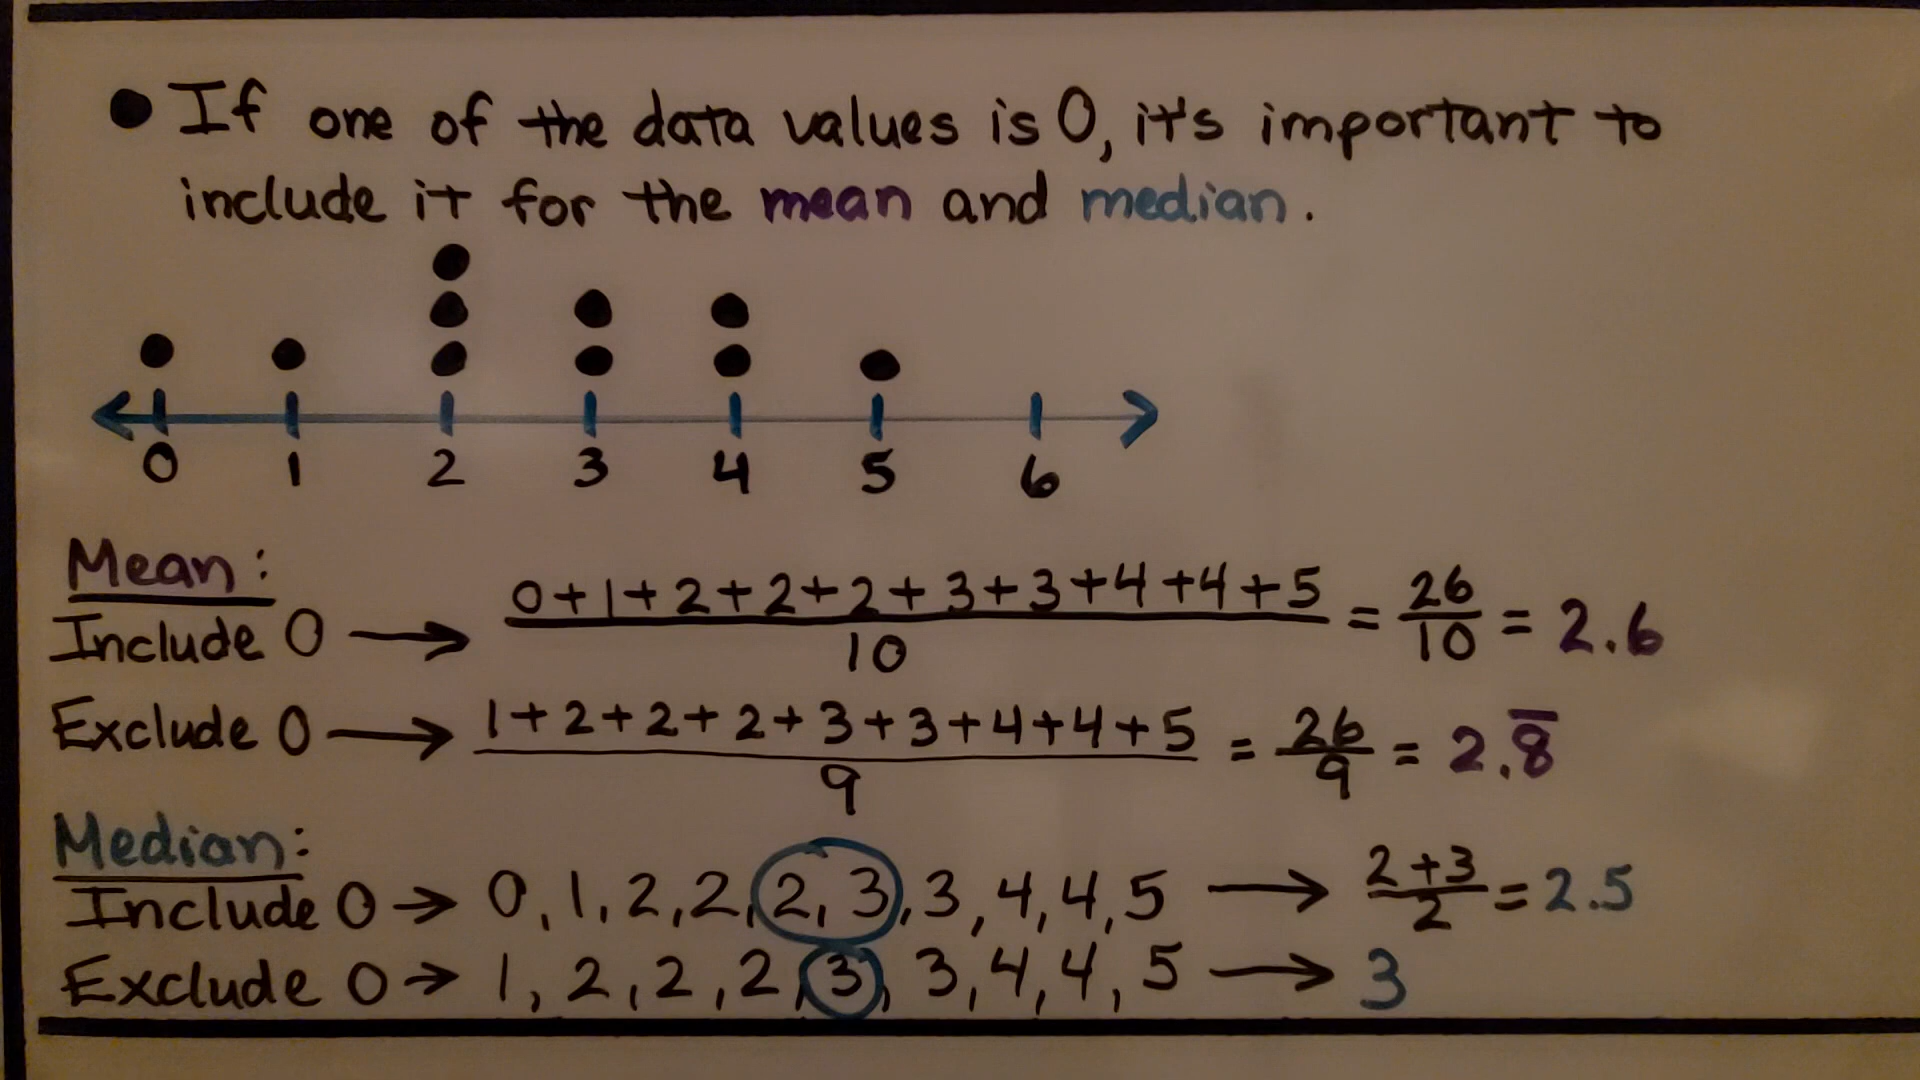 ● If one of the data values is 0, it's important to
include it for the mean and median.
0 1 2 3 4 5 6
Mean:
Include 0 → 0+1+2+2+2+3+3+4+4+5/10 = 26/10 = 2.6
Exclude 0 → 1+2+2+2+3+3+4+4+5/9 = 26/9 = 2.8̅
Median:
Include 0 → 0, 1, 2, 2, 2, 3, 3, 4, 4, 5 → 2+3/2 = 2.5
Exclude 0 → 1, 2, 2, 2, 3, 3, 4, 4, 5 → 3